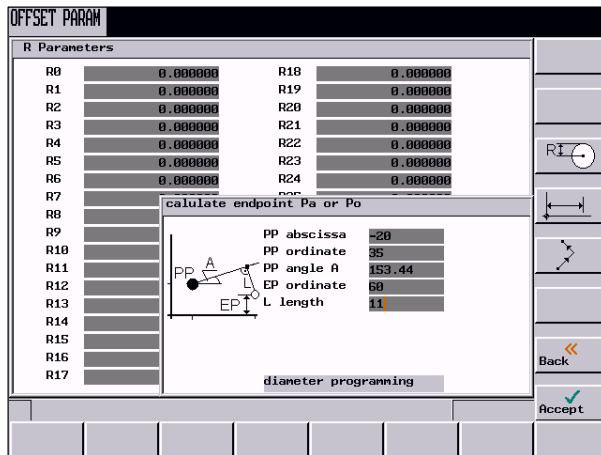 OFFSET PARAM
R Parameters
R0 0.000000 R18 0.000000
R1 0.000000 R19 0.000000
R2 0.000000 R20 0.000000
R3 0.000000 R21 0.000000
R4 0.000000 R22 0.000000
R5 0.000000 R23 0.000000
R6 0.000000 R24 0.000000
R7
R8
R9
R10
R11
R12
R13
R14
R15
R16
R17
calulate endpoint Pa or Po
PP abscissa -20
PP ordinate 35
PP angle A 153.44
EP ordinate 60
L length 11
A
PP
L
EP
diameter programming
R
Back
Accept